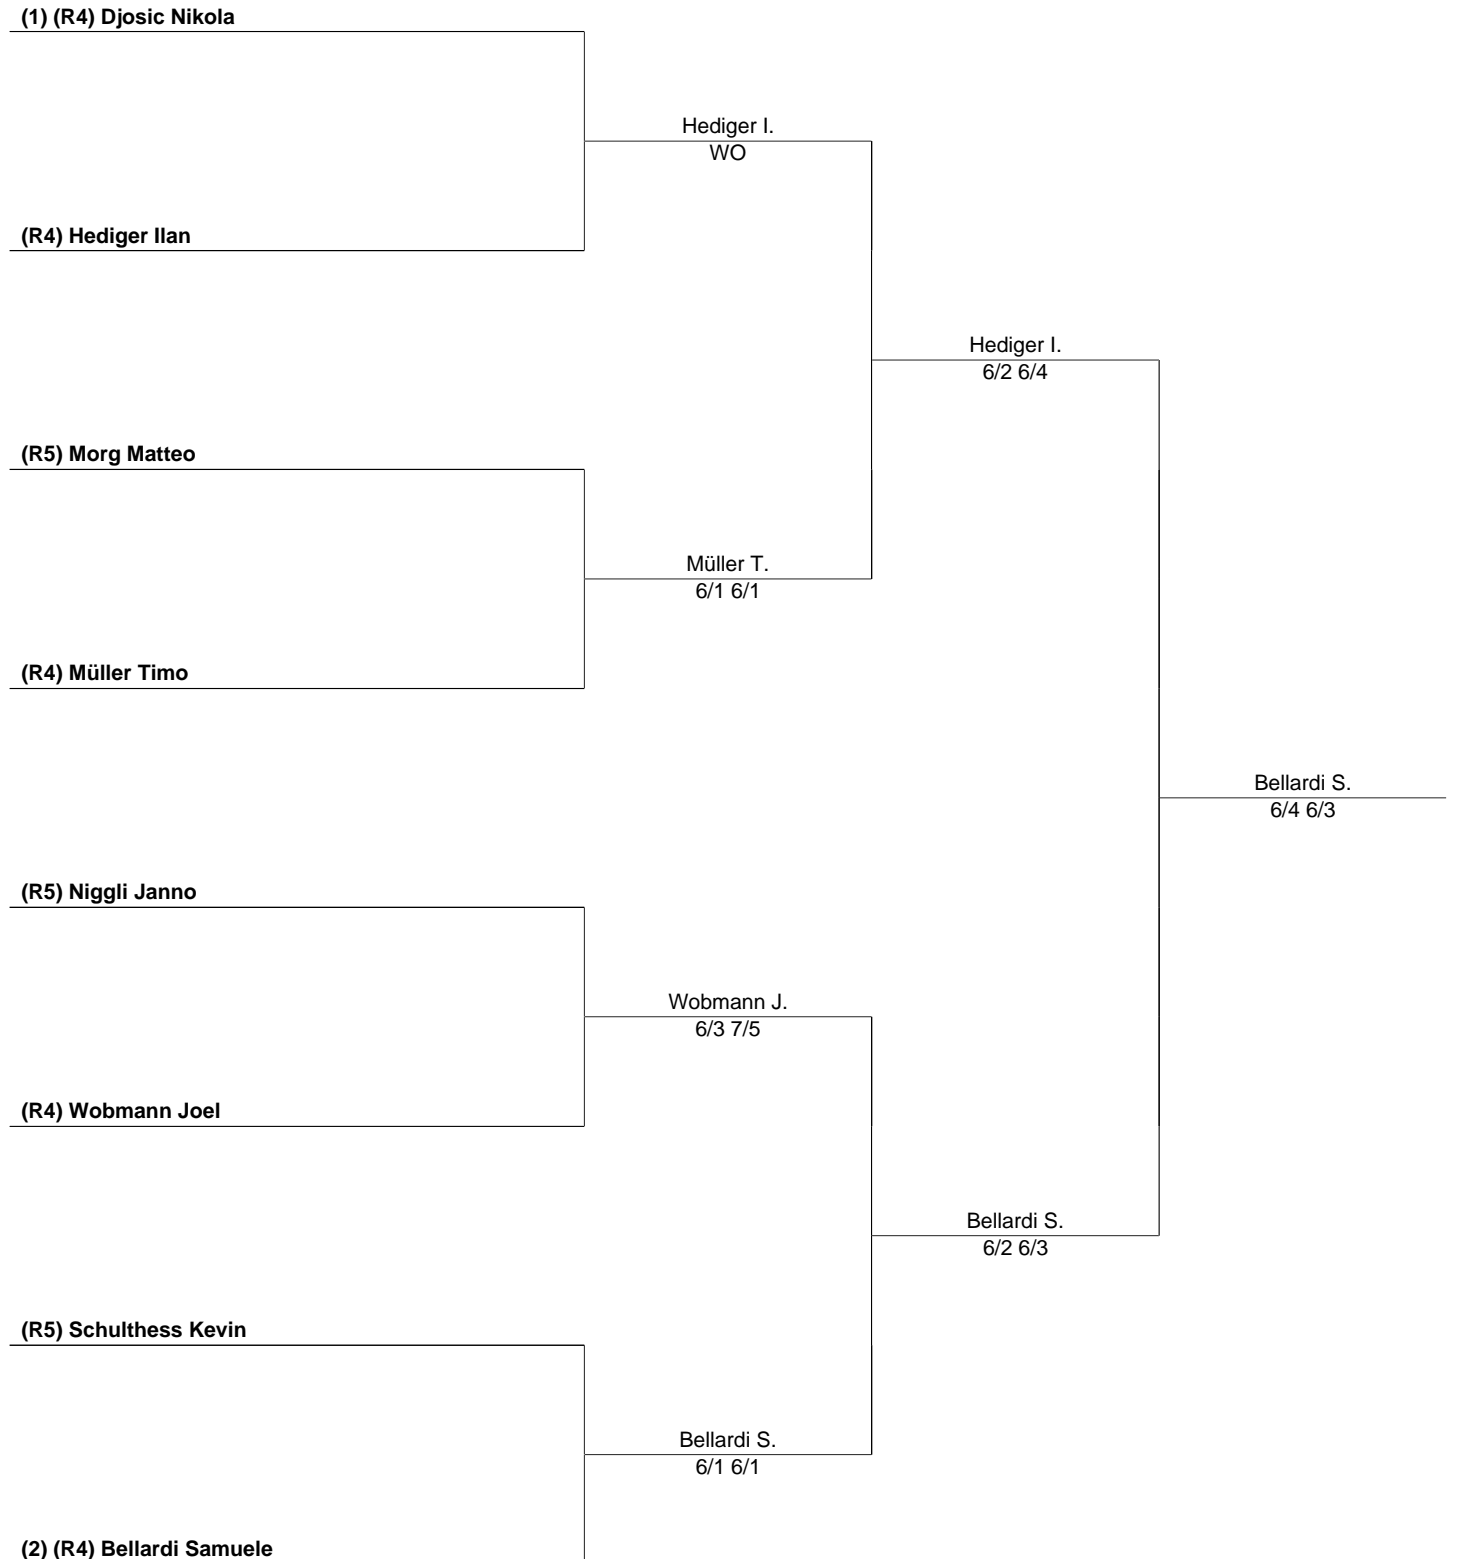 (1) (R4) Djosic Nikola
Hediger I.
WO
(R4) Hediger Ilan
Hediger I.
6/2 6/4
(R5) Morg Matteo
Müller T.
6/1 6/1
(R4) Müller Timo
Bellardi S.
6/4 6/3
(R5) Niggli Janno
Wobmann J.
6/3 7/5
(R4) Wobmann Joel
Bellardi S.
6/2 6/3
(R5) Schulthess Kevin
Bellardi S.
6/1 6/1
(2) (R4) Bellardi Samuele